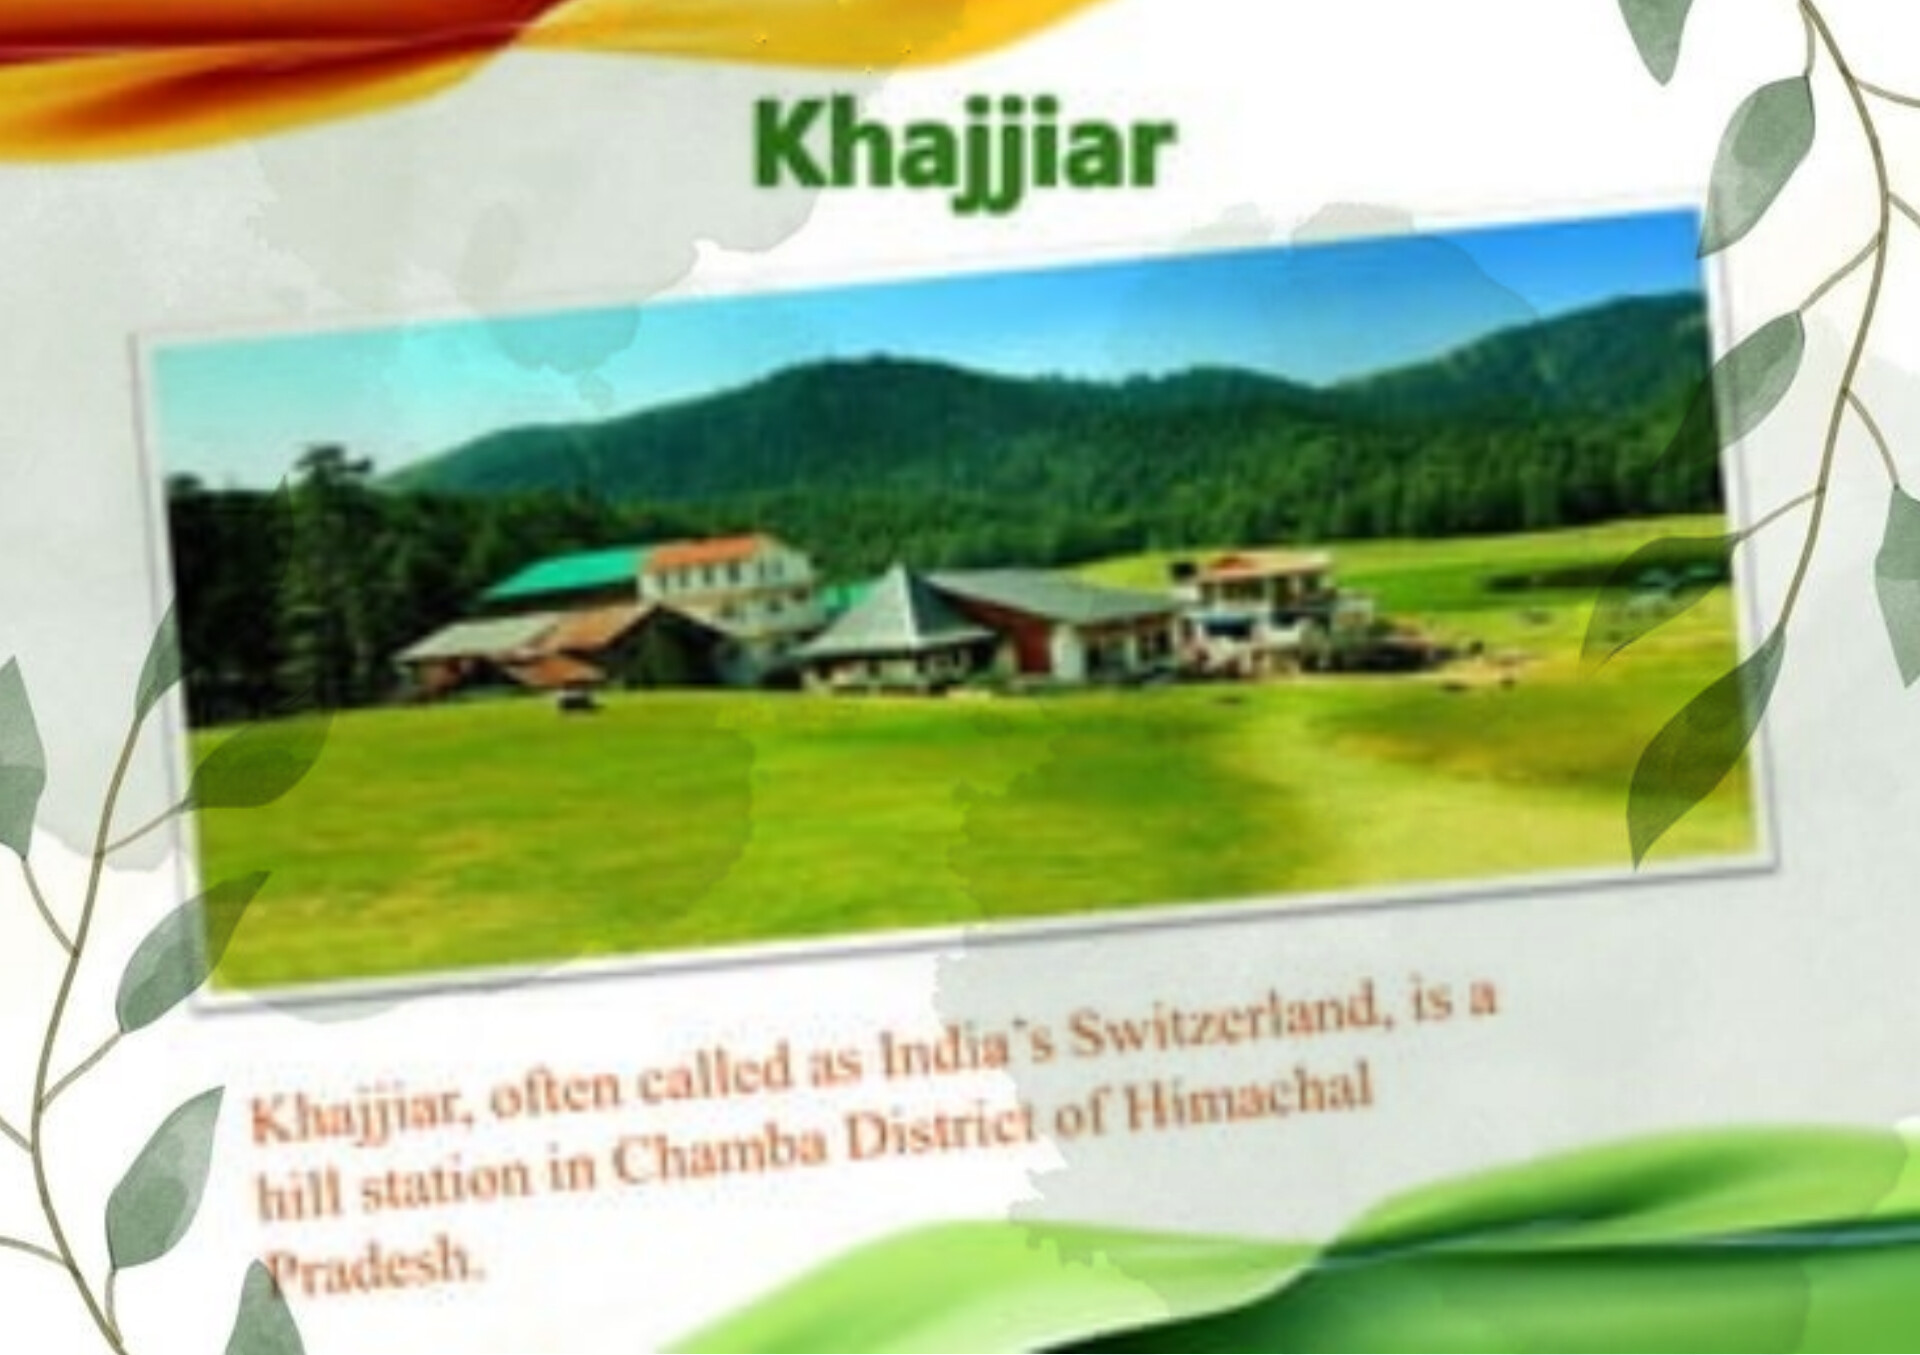 Khajjiar
Khajjiar, often called as India's Switzerland, is a
hill station in Chamba District of Himachal
Pradesh.